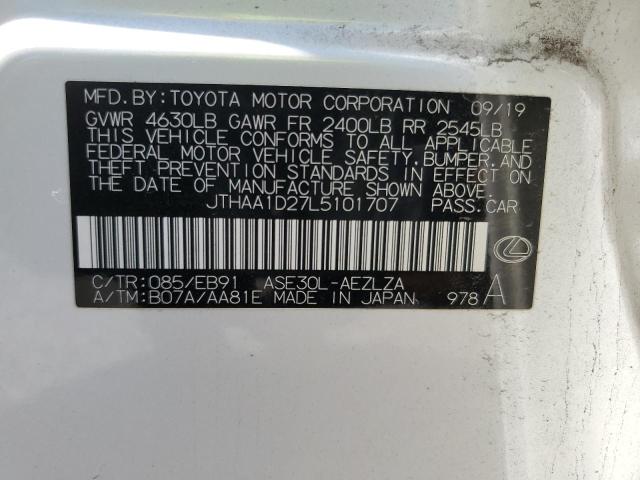 MFD. BY: TOYOTA MOTOR CORPORATION 09/19
GVWR 4630LB GAWR FR 2400LB RR 2545LB
THIS VEHICLE CONFORMS TO ALL APPLICABLE
FEDERAL MOTOR VEHICLE SAFETY, BUMPER, AND
THEFT PREVENTION STANDARDS IN EFFECT ON
THE DATE OF MANUFACTURE SHOWN ABOVE.
JTHAA1D27L5101707 PASS. CAR
C/TR: 085/EB91 ASE30L-AEZLZA
A/TM: B07A/AA81E MADE IN JAPAN 978 A